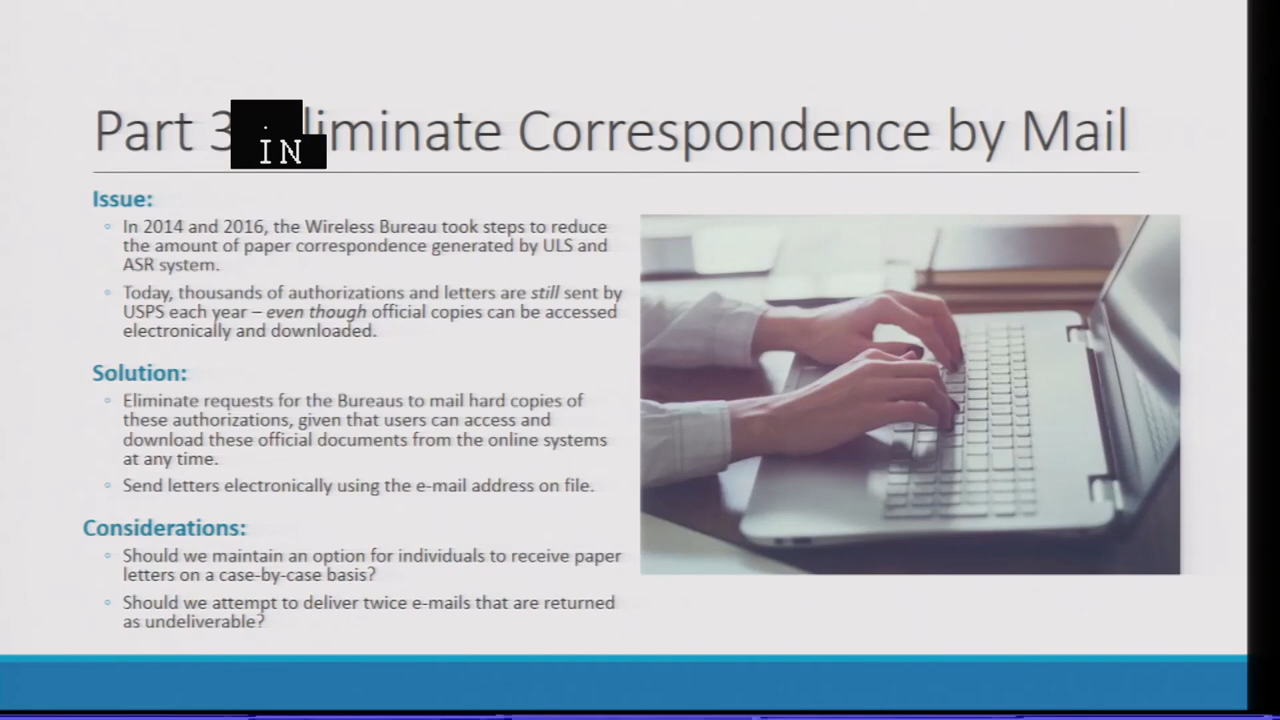 Part 3 liminate Correspondence by Mail
IN
Issue:
In 2014 and 2016, the Wireless Bureau took steps to reduce
the amount of paper correspondence generated by ULS and
ASR system.
Today, thousands of authorizations and letters are still sent by
USPS each year – even though official copies can be accessed
electronically and downloaded.
Solution:
Eliminate requests for the Bureaus to mail hard copies of
these authorizations, given that users can access and
download these official documents from the online systems
at any time.
Send letters electronically using the e-mail address on file.
Considerations:
Should we maintain an option for individuals to receive paper
letters on a case-by-case basis?
Should we attempt to deliver twice e-mails that are returned
as undeliverable?